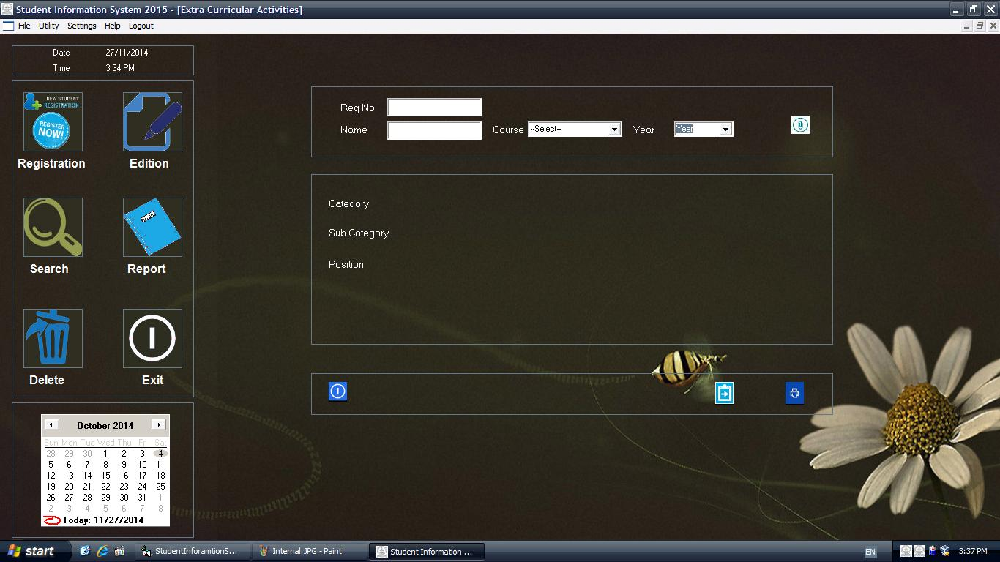 Student Information System 2015 - [Extra Curricular Activities]
File Utility Settings Help Logout
Date 27/11/2014
Time 3:34 PM
NEW STUDENT
REGISTRATION
REGISTER
NOW!
Registration
Edition
Search
Report
Delete
Exit
October 2014
Sun Mon Tue Wed Thu Fri Sat
28 29 30 1 2 3 4
5 6 7 8 9 10 11
12 13 14 15 16 17 18
19 20 21 22 23 24 25
26 27 28 29 30 31 1
2 3 4 5 6 7 8
Today: 11/27/2014
Reg No
Name Course --Select-- Year Year
Category
Sub Category
Position
start StudentInforamtionS... Internal.JPG - Paint Student Information ... EN 3:37 PM